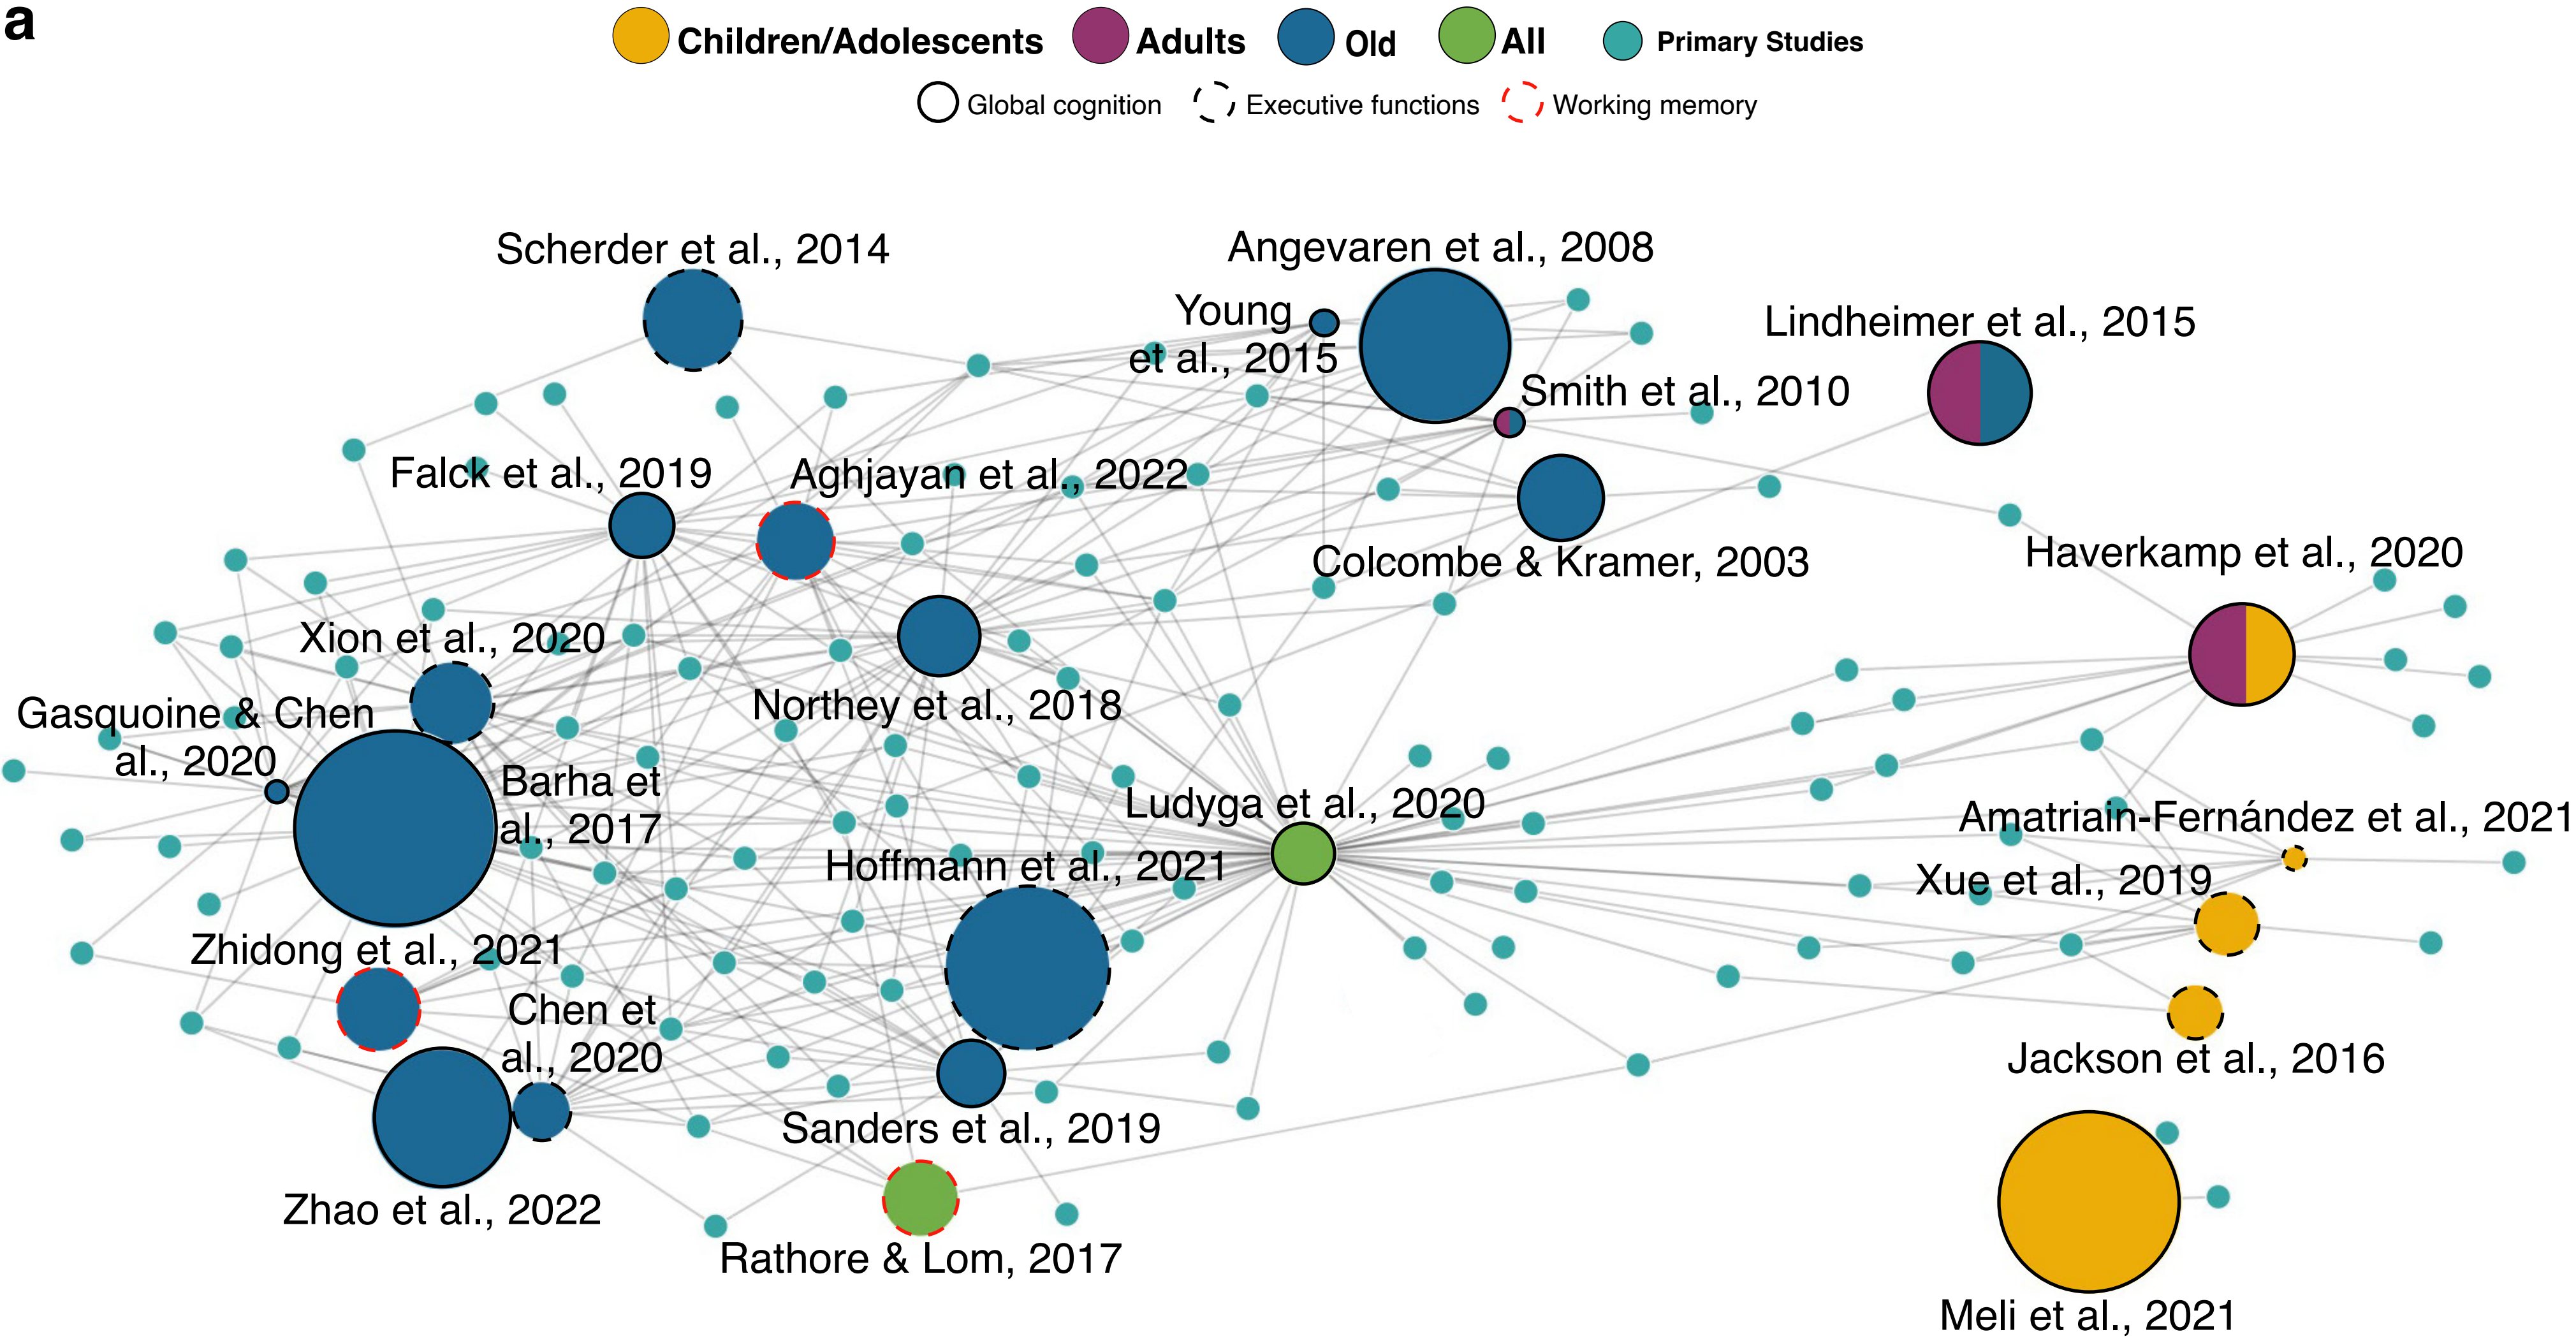 a
Children/Adolescents Adults Old All Primary Studies
Global cognition Executive functions Working memory
Scherder et al., 2014
Angevaren et al., 2008
Young
et al., 2015
Lindheimer et al., 2015
Smith et al., 2010
Falck et al., 2019
Aghjayan et al., 2022
Colcombe & Kramer, 2003
Haverkamp et al., 2020
Xion et al., 2020
Northey et al., 2018
Gasquoine & Chen
al., 2020
Barha et
al., 2017
Ludyga et al., 2020
Amatriain-Fernández et al., 2021
Hoffmann et al., 2021
Xue et al., 2019
Zhidong et al., 2021
Chen et
al., 2020
Jackson et al., 2016
Sanders et al., 2019
Zhao et al., 2022
Rathore & Lom, 2017
Meli et al., 2021